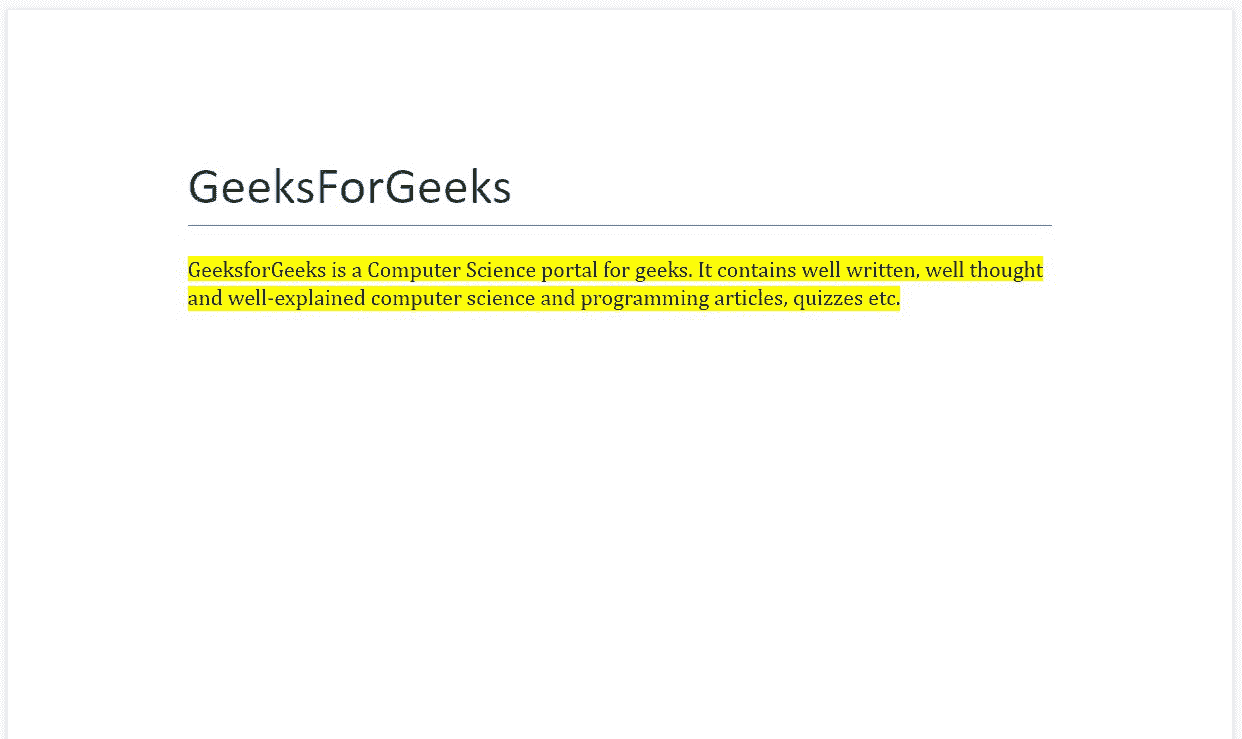 GeeksForGeeks
GeeksforGeeks is a Computer Science portal for geeks. It contains well written, well thought
and well-explained computer science and programming articles, quizzes etc.